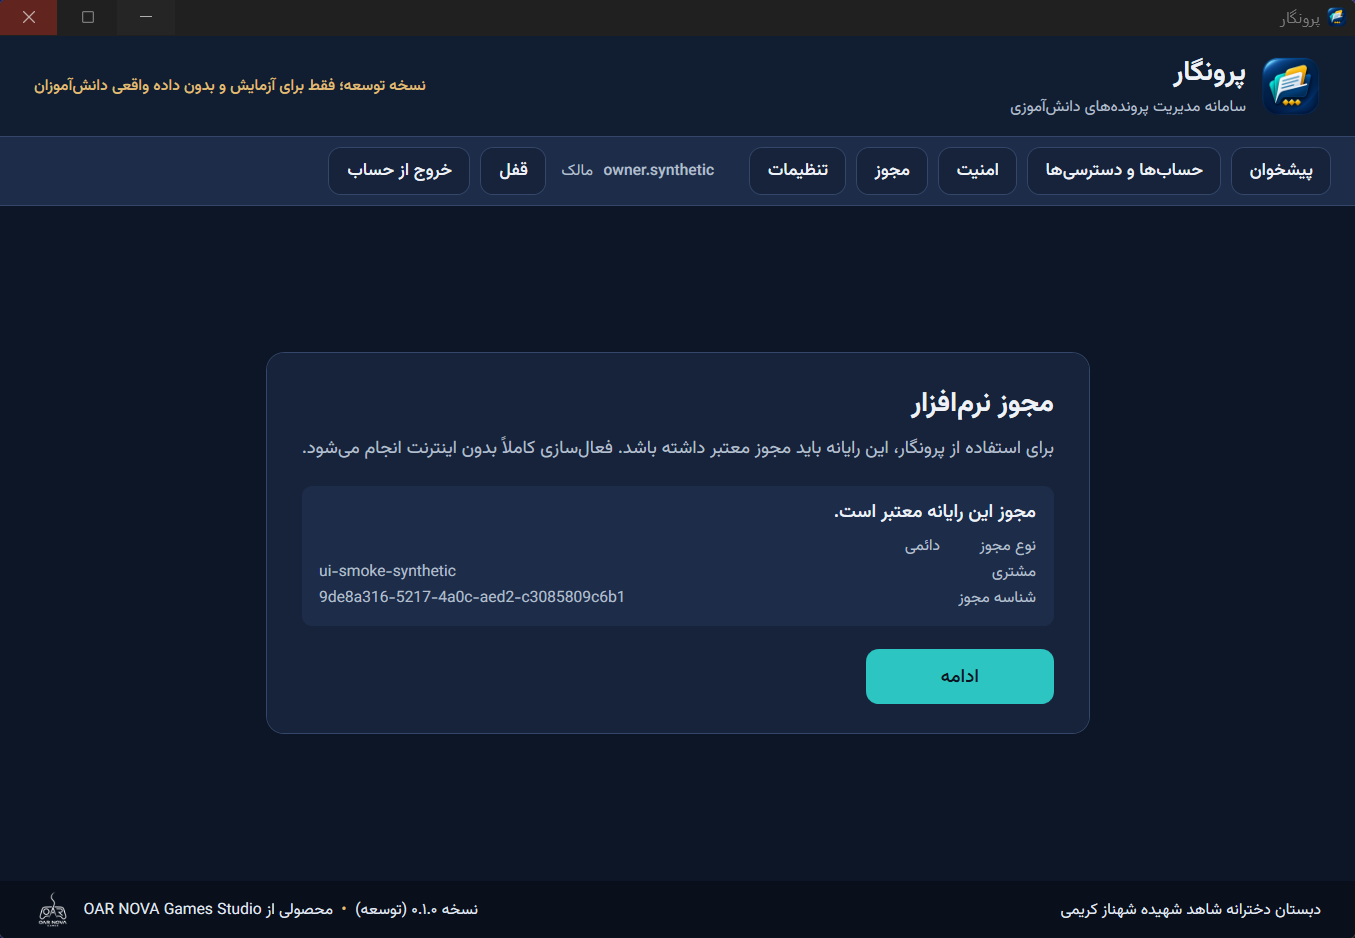 پرونگار
پرونگار
سامانه مدیریت پرونده‌های دانش‌آموزی
نسخه توسعه؛ فقط برای آزمایش و بدون داده واقعی دانش‌آموزان
پیشخوان
حساب‌ها و دسترسی‌ها
امنیت
مجوز
تنظیمات
owner.synthetic
مالک
قفل
خروج از حساب
مجوز نرم‌افزار
برای استفاده از پرونگار، این رایانه باید مجوز معتبر داشته باشد. فعال‌سازی کاملاً بدون اینترنت انجام می‌شود.
مجوز این رایانه معتبر است.
نوع مجوز دائمی
مشتری ui-smoke-synthetic
شناسه مجوز 9de8a316-5217-4a0c-aed2-c3085809c6b1
ادامه
دبستان دخترانه شاهد شهیده شهناز کریمی
نسخه ۰.۱.۰ (توسعه) • محصولی از OAR NOVA Games Studio
OAR NOVA
GAMES